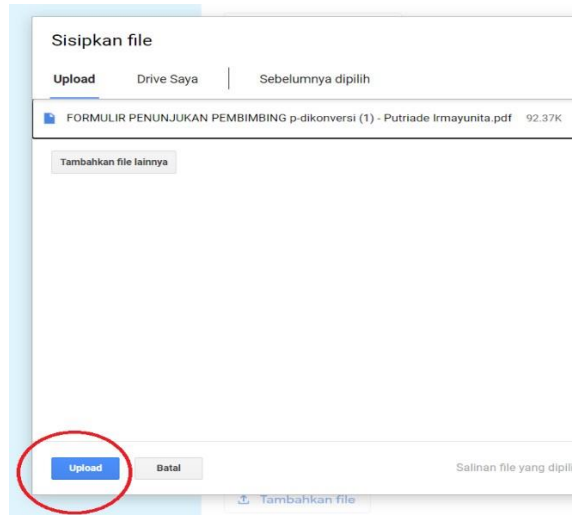 Sisipkan file
Upload Drive Saya Sebelumnya dipilih
FORMULIR PENUNJUKAN PEMBIMBING p-dikonversi (1) - Putriade Irmayunita.pdf 92.37K
Tambahkan file lainnya
Upload Batal Salinan file yang dipili
Tambahkan file